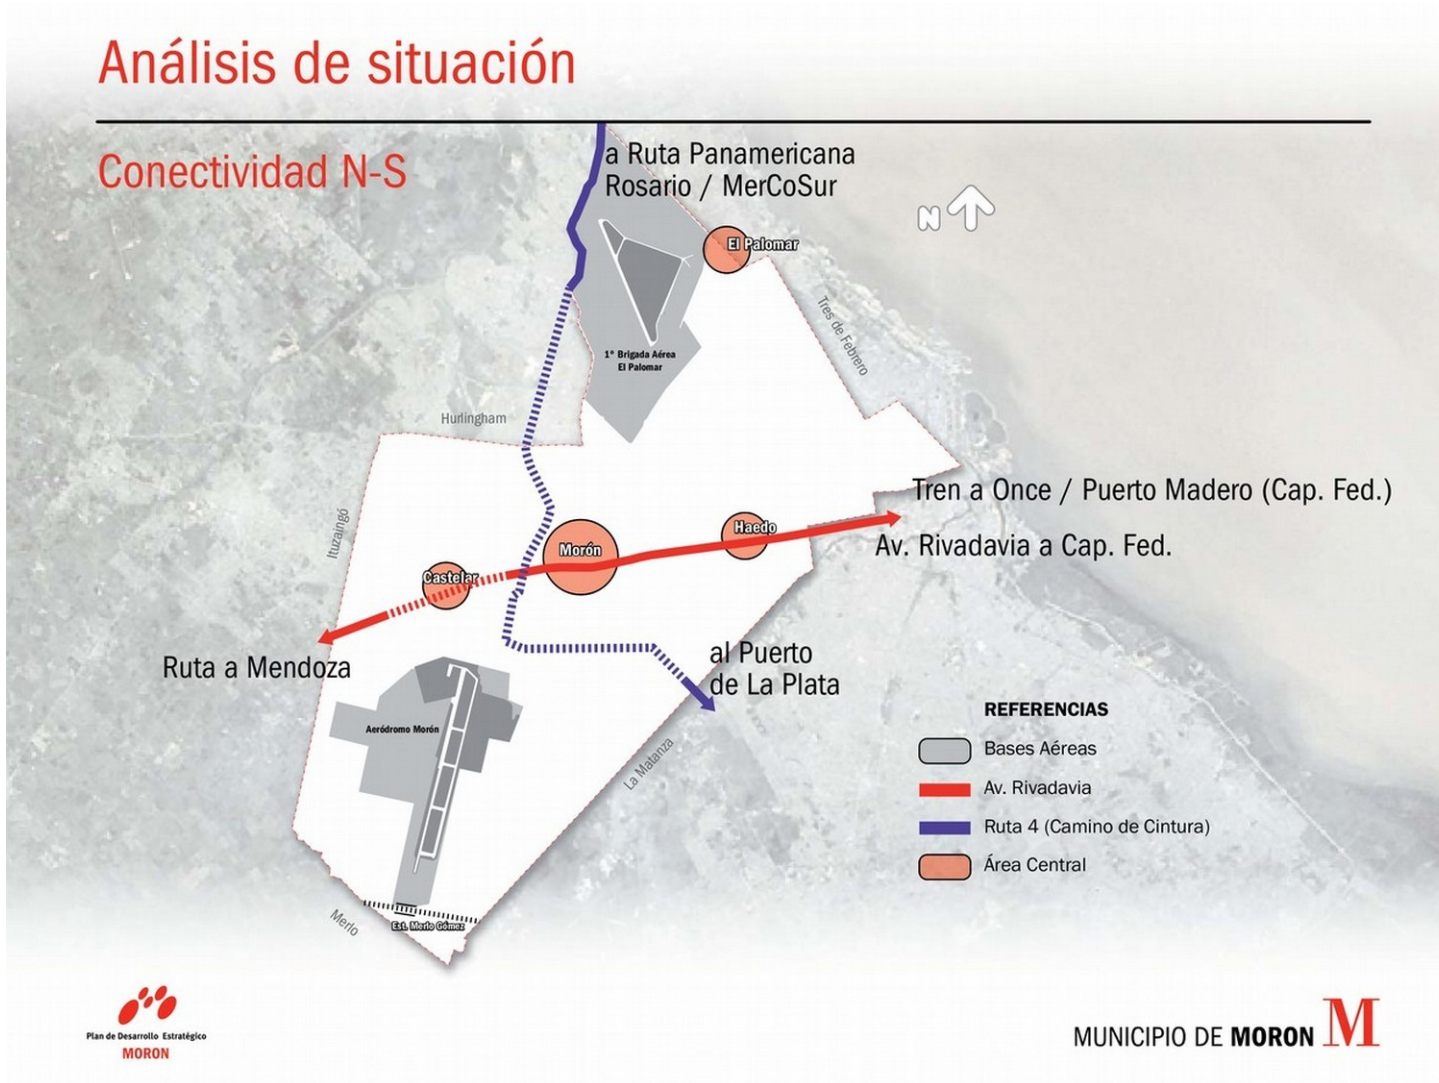 Análisis de situación
Conectividad N-S
a Ruta Panamericana
Rosario / MerCoSur
N
El Palomar
Tres de Febrero
1° Brigada Aérea
El Palomar
Hurlingham
Ituzaingó
Tren a Once / Puerto Madero (Cap. Fed.)
Haedo
Av. Rivadavia a Cap. Fed.
Morón
Castelar
Ruta a Mendoza
al Puerto
de La Plata
Aeródromo Morón
La Matanza
REFERENCIAS
Bases Aéreas
Av. Rivadavia
Ruta 4 (Camino de Cintura)
Área Central
Merlo
Est. Merlo Gómez
Plan de Desarrollo Estratégico
MORON
MUNICIPIO DE MORON M